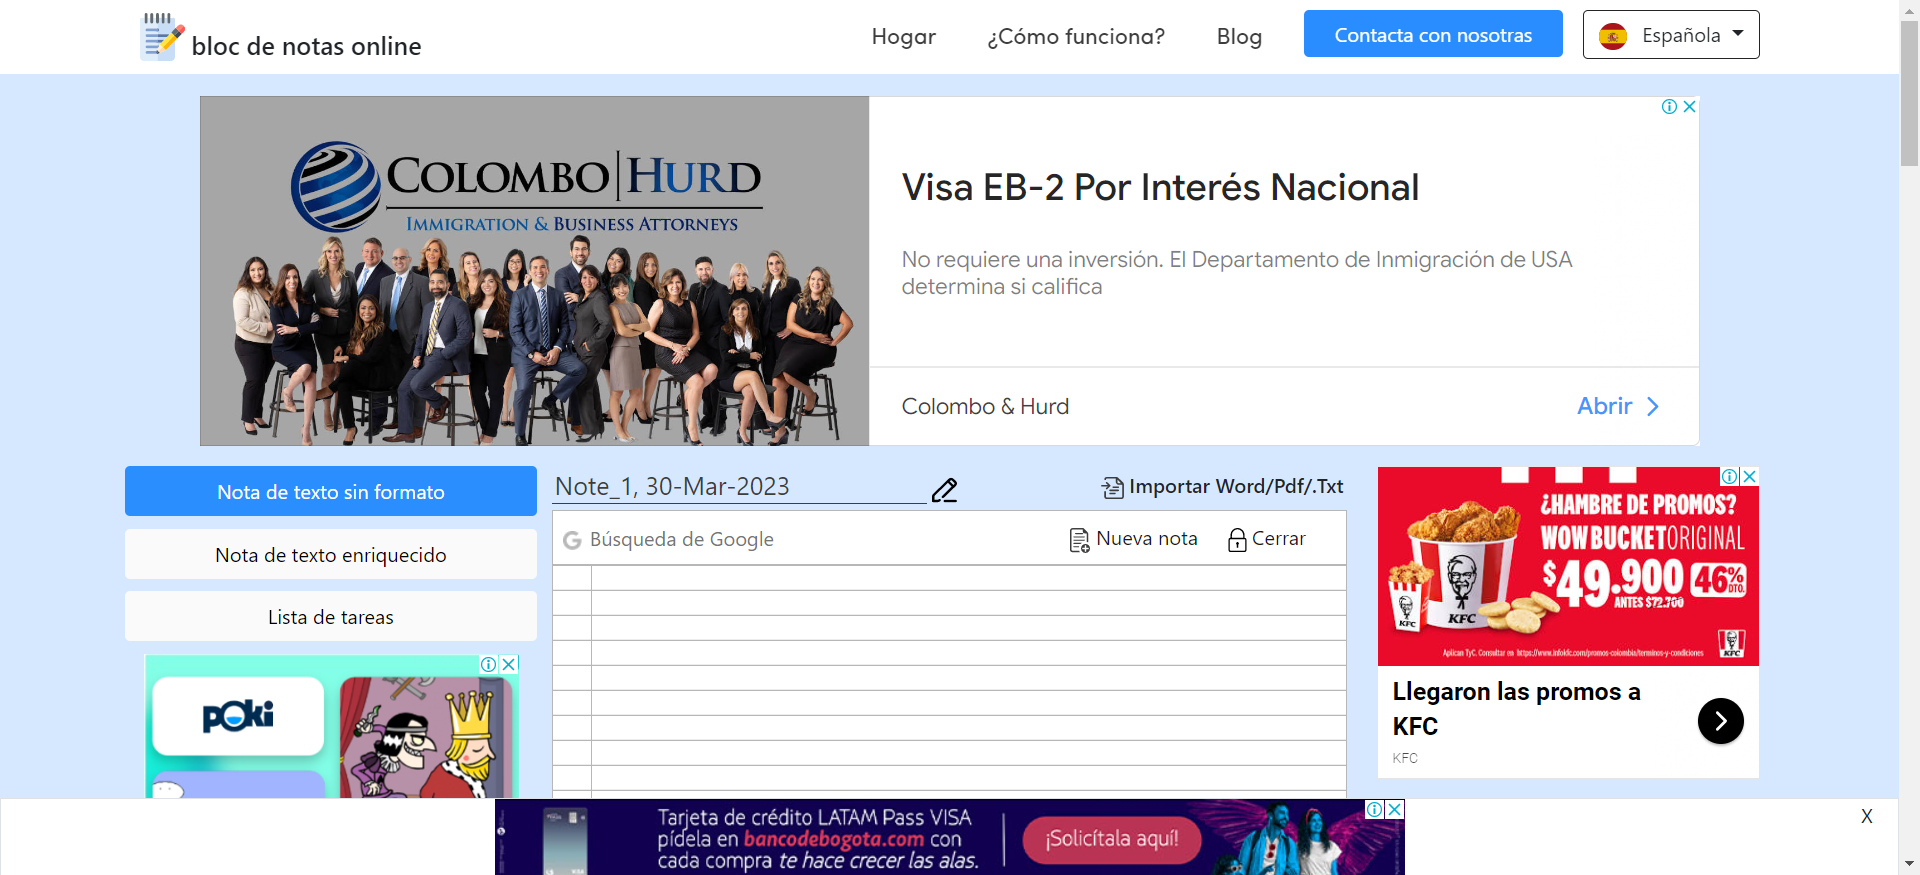 bloc de notas online
Hogar
¿Cómo funciona?
Blog
Contacta con nosotras
Española
COLOMBO HURD
IMMIGRATION & BUSINESS ATTORNEYS
Visa EB-2 Por Interés Nacional
No requiere una inversión. El Departamento de Inmigración de USA
determina si califica
Colombo & Hurd
Abrir
Nota de texto sin formato
Nota de texto enriquecido
Lista de tareas
poki
Note_1, 30-Mar-2023
Importar Word/Pdf/.Txt
Búsqueda de Google
Nueva nota
Cerrar
¿HAMBRE DE PROMOS?
WOW BUCKET ORIGINAL
$49.900
46% DTO.
ANTES $72.700
KFC
KFC
KFC
Aplican TyC. Consultar en https://www.infokfc.com/promos-colombia/terminos-y-condiciones
Llegaron las promos a
KFC
KFC
Tarjeta de crédito LATAM Pass VISA
pídela en bancodebogota.com con
cada compra te hace crecer las alas.
¡Solicítala aquí!
X